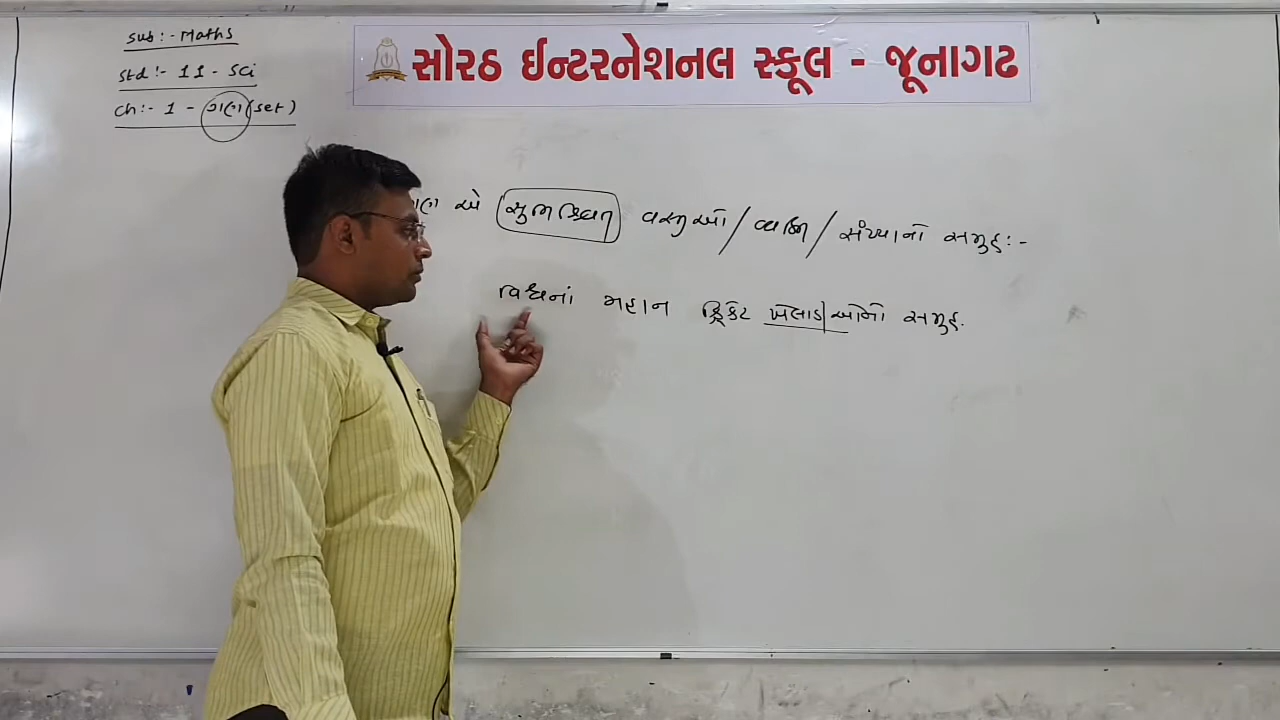 Sub :- Maths
Std :- 11 - Sci
Ch :- 1 - ગણ (set)
સોરઠ ઈન્ટરનેશનલ સ્કૂલ - જૂનાગઢ
ગણ એ સુનિશ્ચિત વસ્તુઓ / વ્યક્તિ / સંખ્યાનો સમુહ :-
વિશ્વનાં મહાન ક્રિકેટ ખેલાડીઓનો સમુહ.